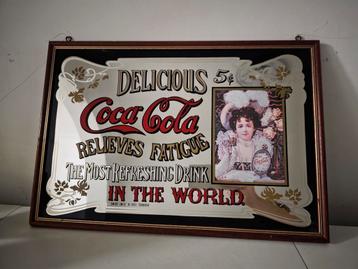 DELICIOUS 5¢
Coca-Cola
RELIEVES FATIGUE
THE MOST REFRESHING DRINK
IN THE WORLD